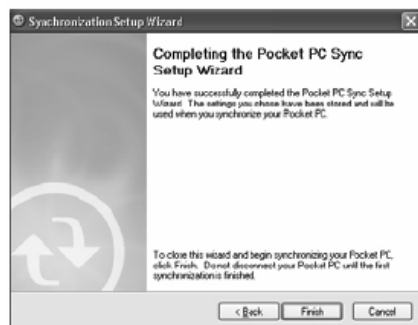 Synchronization Setup Wizard
Completing the Pocket PC Sync
Setup Wizard
You have successfully completed the Pocket PC Sync Setup
Wizard. The settings you chose have been stored and will be
used when you synchronize your Pocket PC.
To close this wizard and begin synchronizing your Pocket PC,
click Finish. Do not disconnect your Pocket PC until the first
synchronization is finished.
< Back Finish Cancel